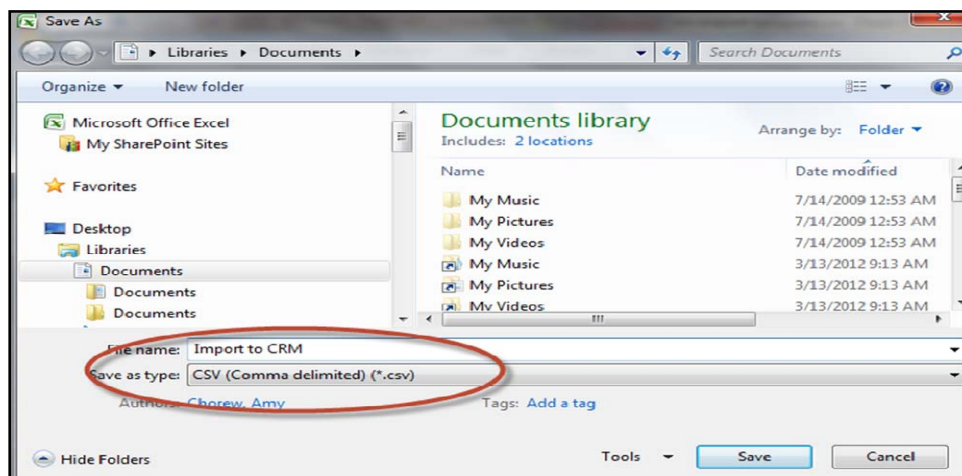 Save As
Libraries Documents
Search Documents
Organize
New folder
Microsoft Office Excel
My SharePoint Sites
Favorites
Desktop
Libraries
Documents
Documents
Documents
Documents library
Includes: 2 locations
Arrange by: Folder
Name Date modified
My Music 7/14/2009 12:53 AM
My Pictures 7/14/2009 12:53 AM
My Videos 7/14/2009 12:53 AM
My Music 3/13/2012 9:13 AM
My Pictures 3/13/2012 9:13 AM
My Videos 3/13/2012 9:13 AM
File name: Import to CRM
Save as type: CSV (Comma delimited) (*.csv)
Authors: Chorew, Amy
Tags: Add a tag
Hide Folders
Tools
Save
Cancel